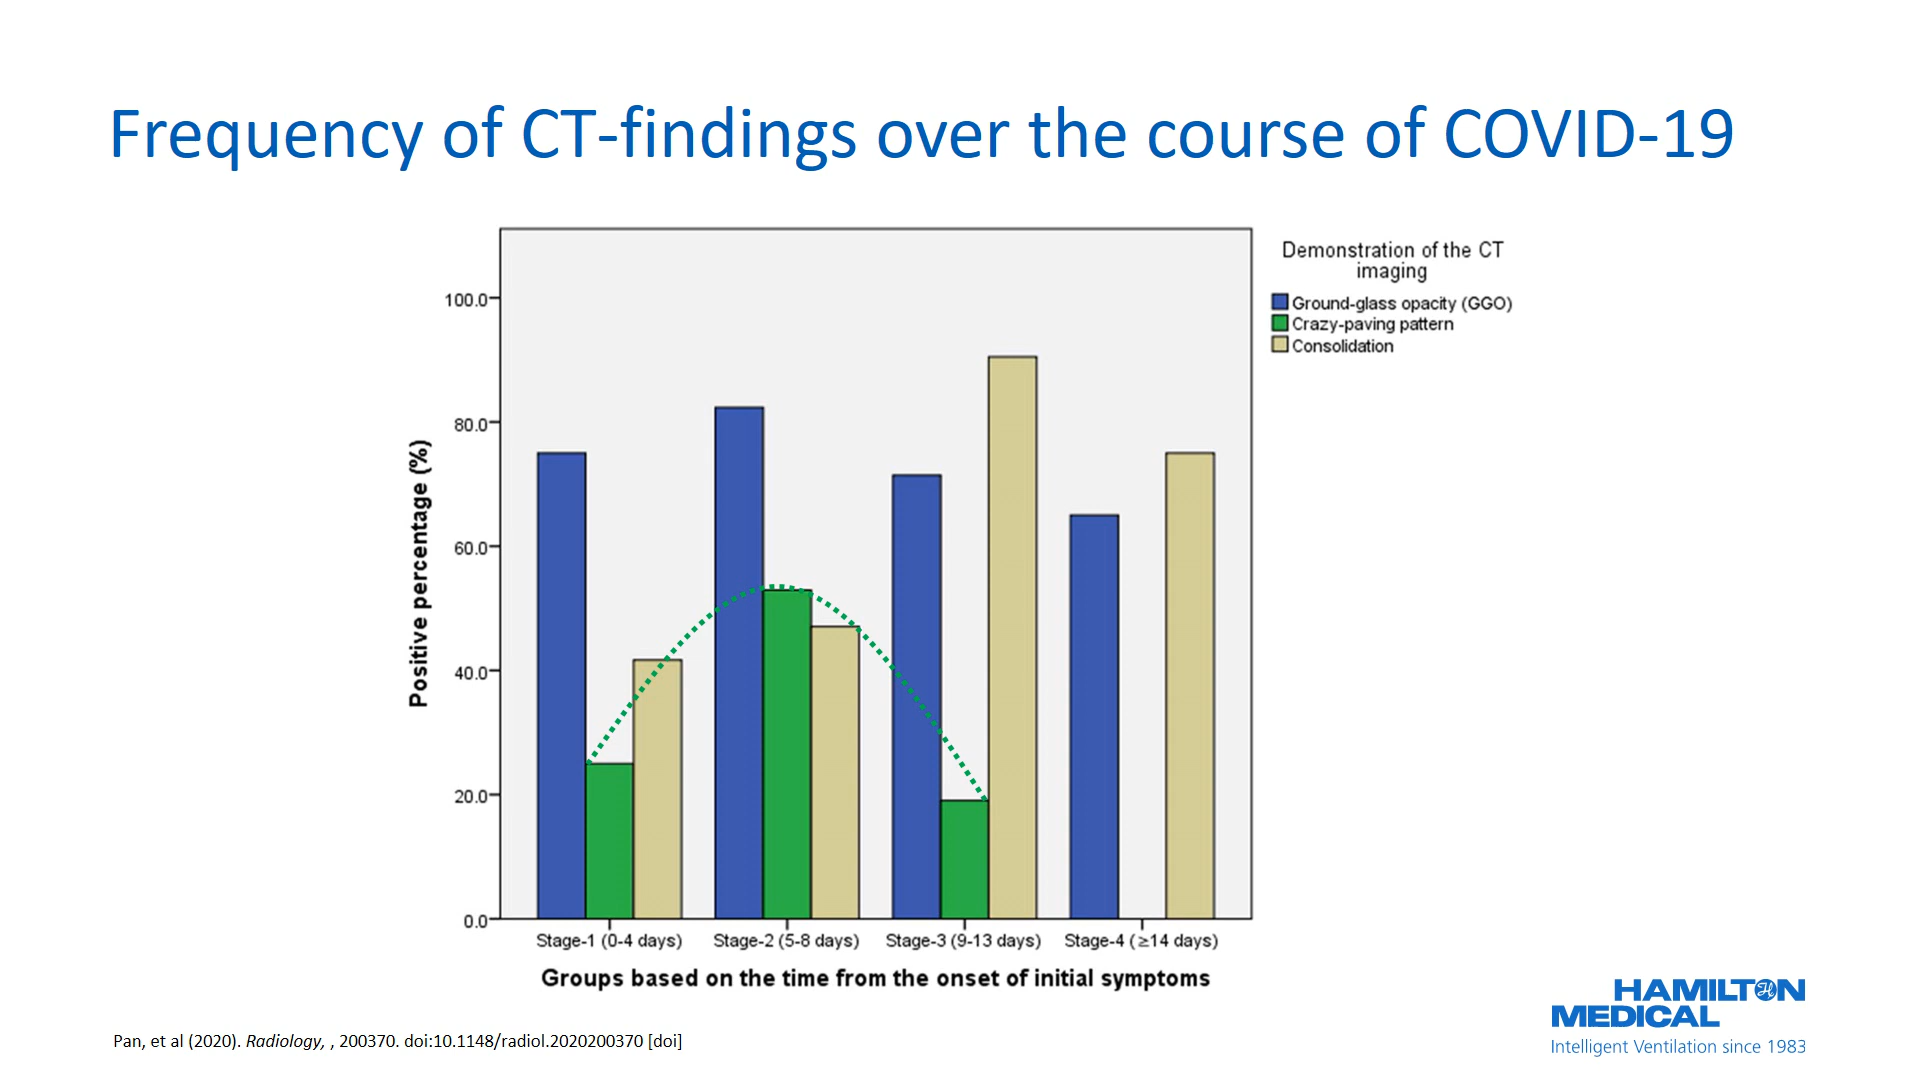 Frequency of CT-findings over the course of COVID-19
Demonstration of the CT
imaging
Ground-glass opacity (GGO)
Crazy-paving pattern
Consolidation
Positive percentage (%)
100.0
80.0
60.0
40.0
20.0
0.0
Stage-1 (0-4 days) Stage-2 (5-8 days) Stage-3 (9-13 days) Stage-4 (≥14 days)
Groups based on the time from the onset of initial symptoms
HAMILTON
MEDICAL
Intelligent Ventilation since 1983
Pan, et al (2020). Radiology, , 200370. doi:10.1148/radiol.2020200370 [doi]